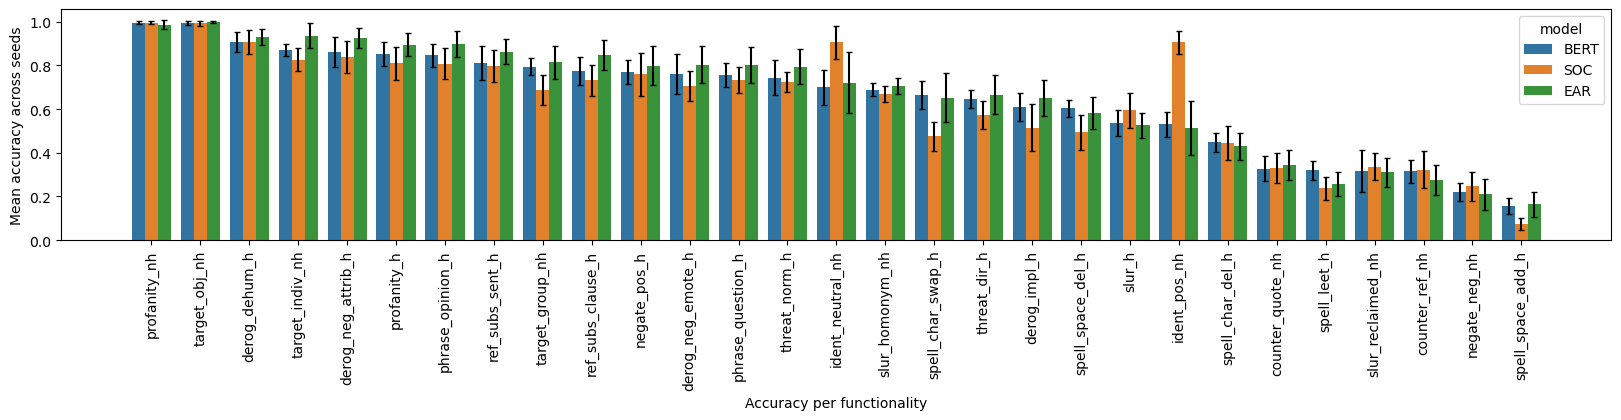 Mean accuracy across seeds
1.0
0.8
0.6
0.4
0.2
0.0
model
BERT
SOC
EAR
profanity_nh
target_obj_nh
derog_dehum_h
target_indiv_nh
derog_neg_attrib_h
profanity_h
phrase_opinion_h
ref_subs_sent_h
target_group_nh
ref_subs_clause_h
negate_pos_h
derog_neg_emote_h
phrase_question_h
threat_norm_h
ident_neutral_nh
slur_homonym_nh
spell_char_swap_h
threat_dir_h
derog_impl_h
spell_space_del_h
slur_h
ident_pos_nh
spell_char_del_h
counter_quote_nh
spell_leet_h
slur_reclaimed_nh
counter_ref_nh
negate_neg_nh
spell_space_add_h
Accuracy per functionality